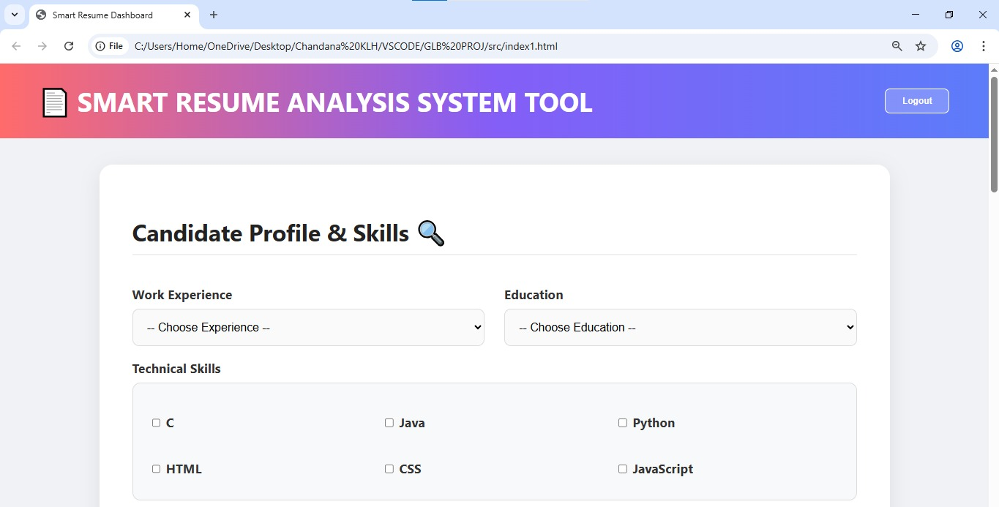 Smart Resume Dashboard
File C:/Users/Home/OneDrive/Desktop/Chandana%20KLH/VSCODE/GLB%20PROJ/src/index1.html
SMART RESUME ANALYSIS SYSTEM TOOL
Logout
Candidate Profile & Skills
Work Experience Education
-- Choose Experience -- -- Choose Education --
Technical Skills
C Java Python
HTML CSS JavaScript